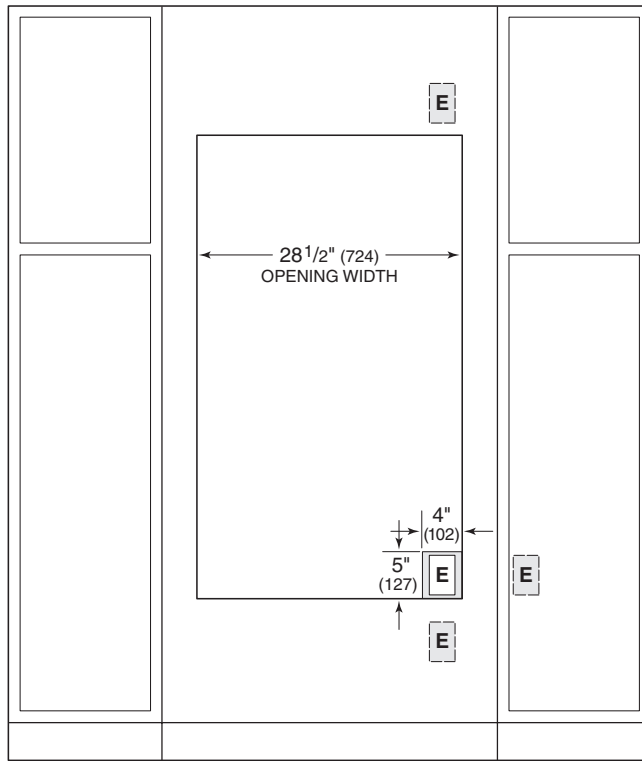 E
28 1/2" (724)
OPENING WIDTH
4"
(102)
5"
(127)
E
E
E